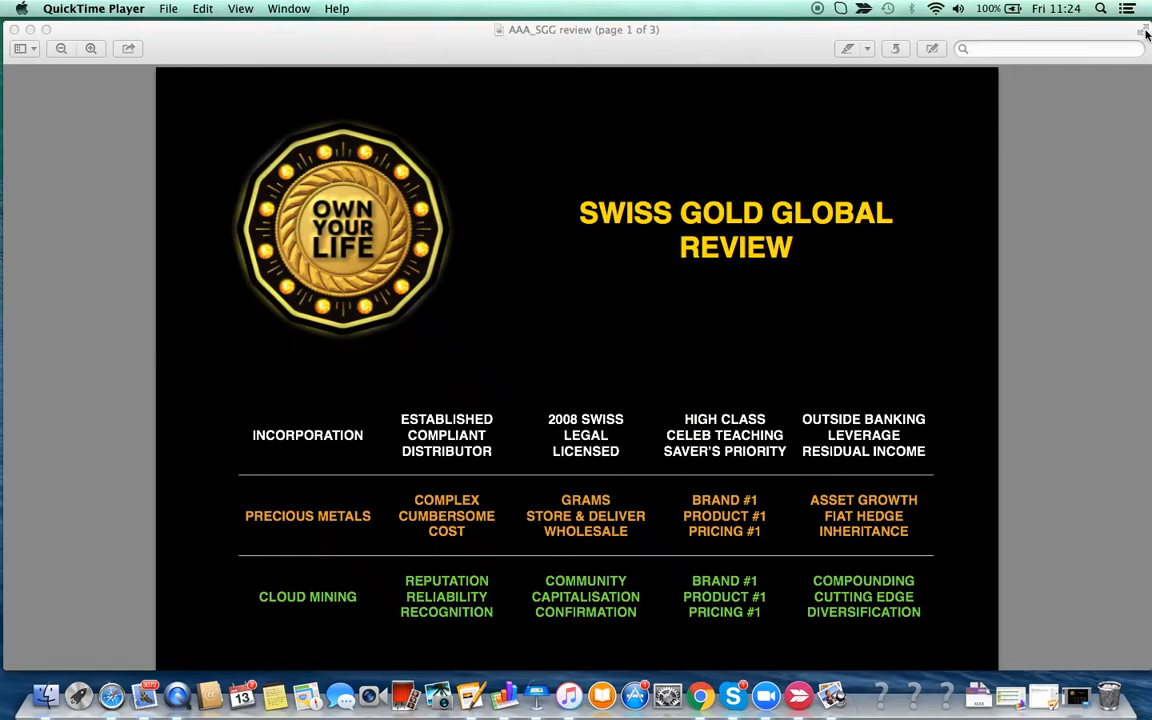 QuickTime Player File Edit View Window Help 100% Fri 11:24
AAA_SGG review (page 1 of 3)
OWN
YOUR
LIFE
SWISS GOLD GLOBAL
REVIEW
INCORPORATION
ESTABLISHED
COMPLIANT
DISTRIBUTOR
2008 SWISS
LEGAL
LICENSED
HIGH CLASS
CELEB TEACHING
SAVER'S PRIORITY
OUTSIDE BANKING
LEVERAGE
RESIDUAL INCOME
PRECIOUS METALS
COMPLEX
CUMBERSOME
COST
GRAMS
STORE & DELIVER
WHOLESALE
BRAND #1
PRODUCT #1
PRICING #1
ASSET GROWTH
FIAT HEDGE
INHERITANCE
CLOUD MINING
REPUTATION
RELIABILITY
RECOGNITION
COMMUNITY
CAPITALISATION
CONFIRMATION
BRAND #1
PRODUCT #1
PRICING #1
COMPOUNDING
CUTTING EDGE
DIVERSIFICATION
13